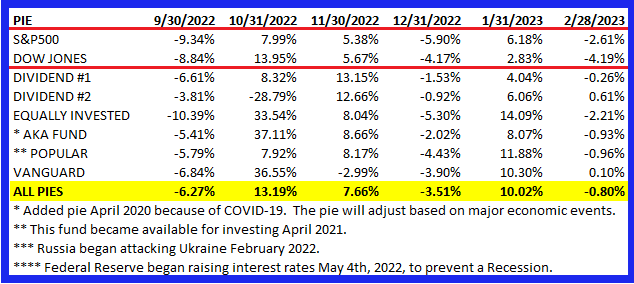 PIE 9/30/2022 10/31/2022 11/30/2022 12/31/2022 1/31/2023 2/28/2023
S&P500 -9.34% 7.99% 5.38% -5.90% 6.18% -2.61%
DOW JONES -8.84% 13.95% 5.67% -4.17% 2.83% -4.19%
DIVIDEND #1 -6.61% 8.32% 13.15% -1.53% 4.04% -0.26%
DIVIDEND #2 -3.81% -28.79% 12.66% -0.92% 6.06% 0.61%
EQUALLY INVESTED -10.39% 33.54% 8.04% -5.30% 14.09% -2.21%
* AKA FUND -5.41% 37.11% 8.66% -2.02% 8.07% -0.93%
** POPULAR -5.79% 7.92% 8.17% -4.43% 11.88% -0.96%
VANGUARD -6.84% 36.55% -2.99% -3.90% 10.30% 0.10%
ALL PIES -6.27% 13.19% 7.66% -3.51% 10.02% -0.80%
* Added pie April 2020 because of COVID-19. The pie will adjust based on major economic events.
** This fund became available for investing April 2021.
*** Russia began attacking Ukraine February 2022.
**** Federal Reserve began raising interest rates May 4th, 2022, to prevent a Recession.